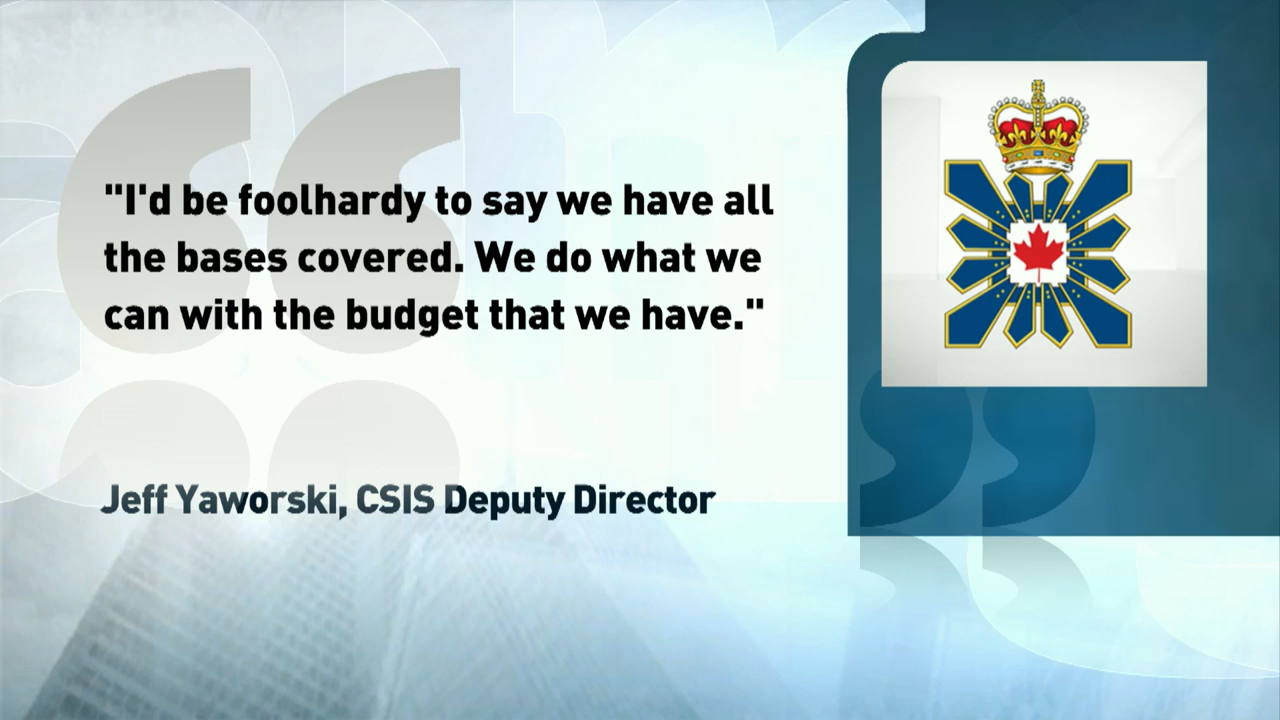 "I'd be foolhardy to say we have all
the bases covered. We do what we
can with the budget that we have."
Jeff Yaworski, CSIS Deputy Director